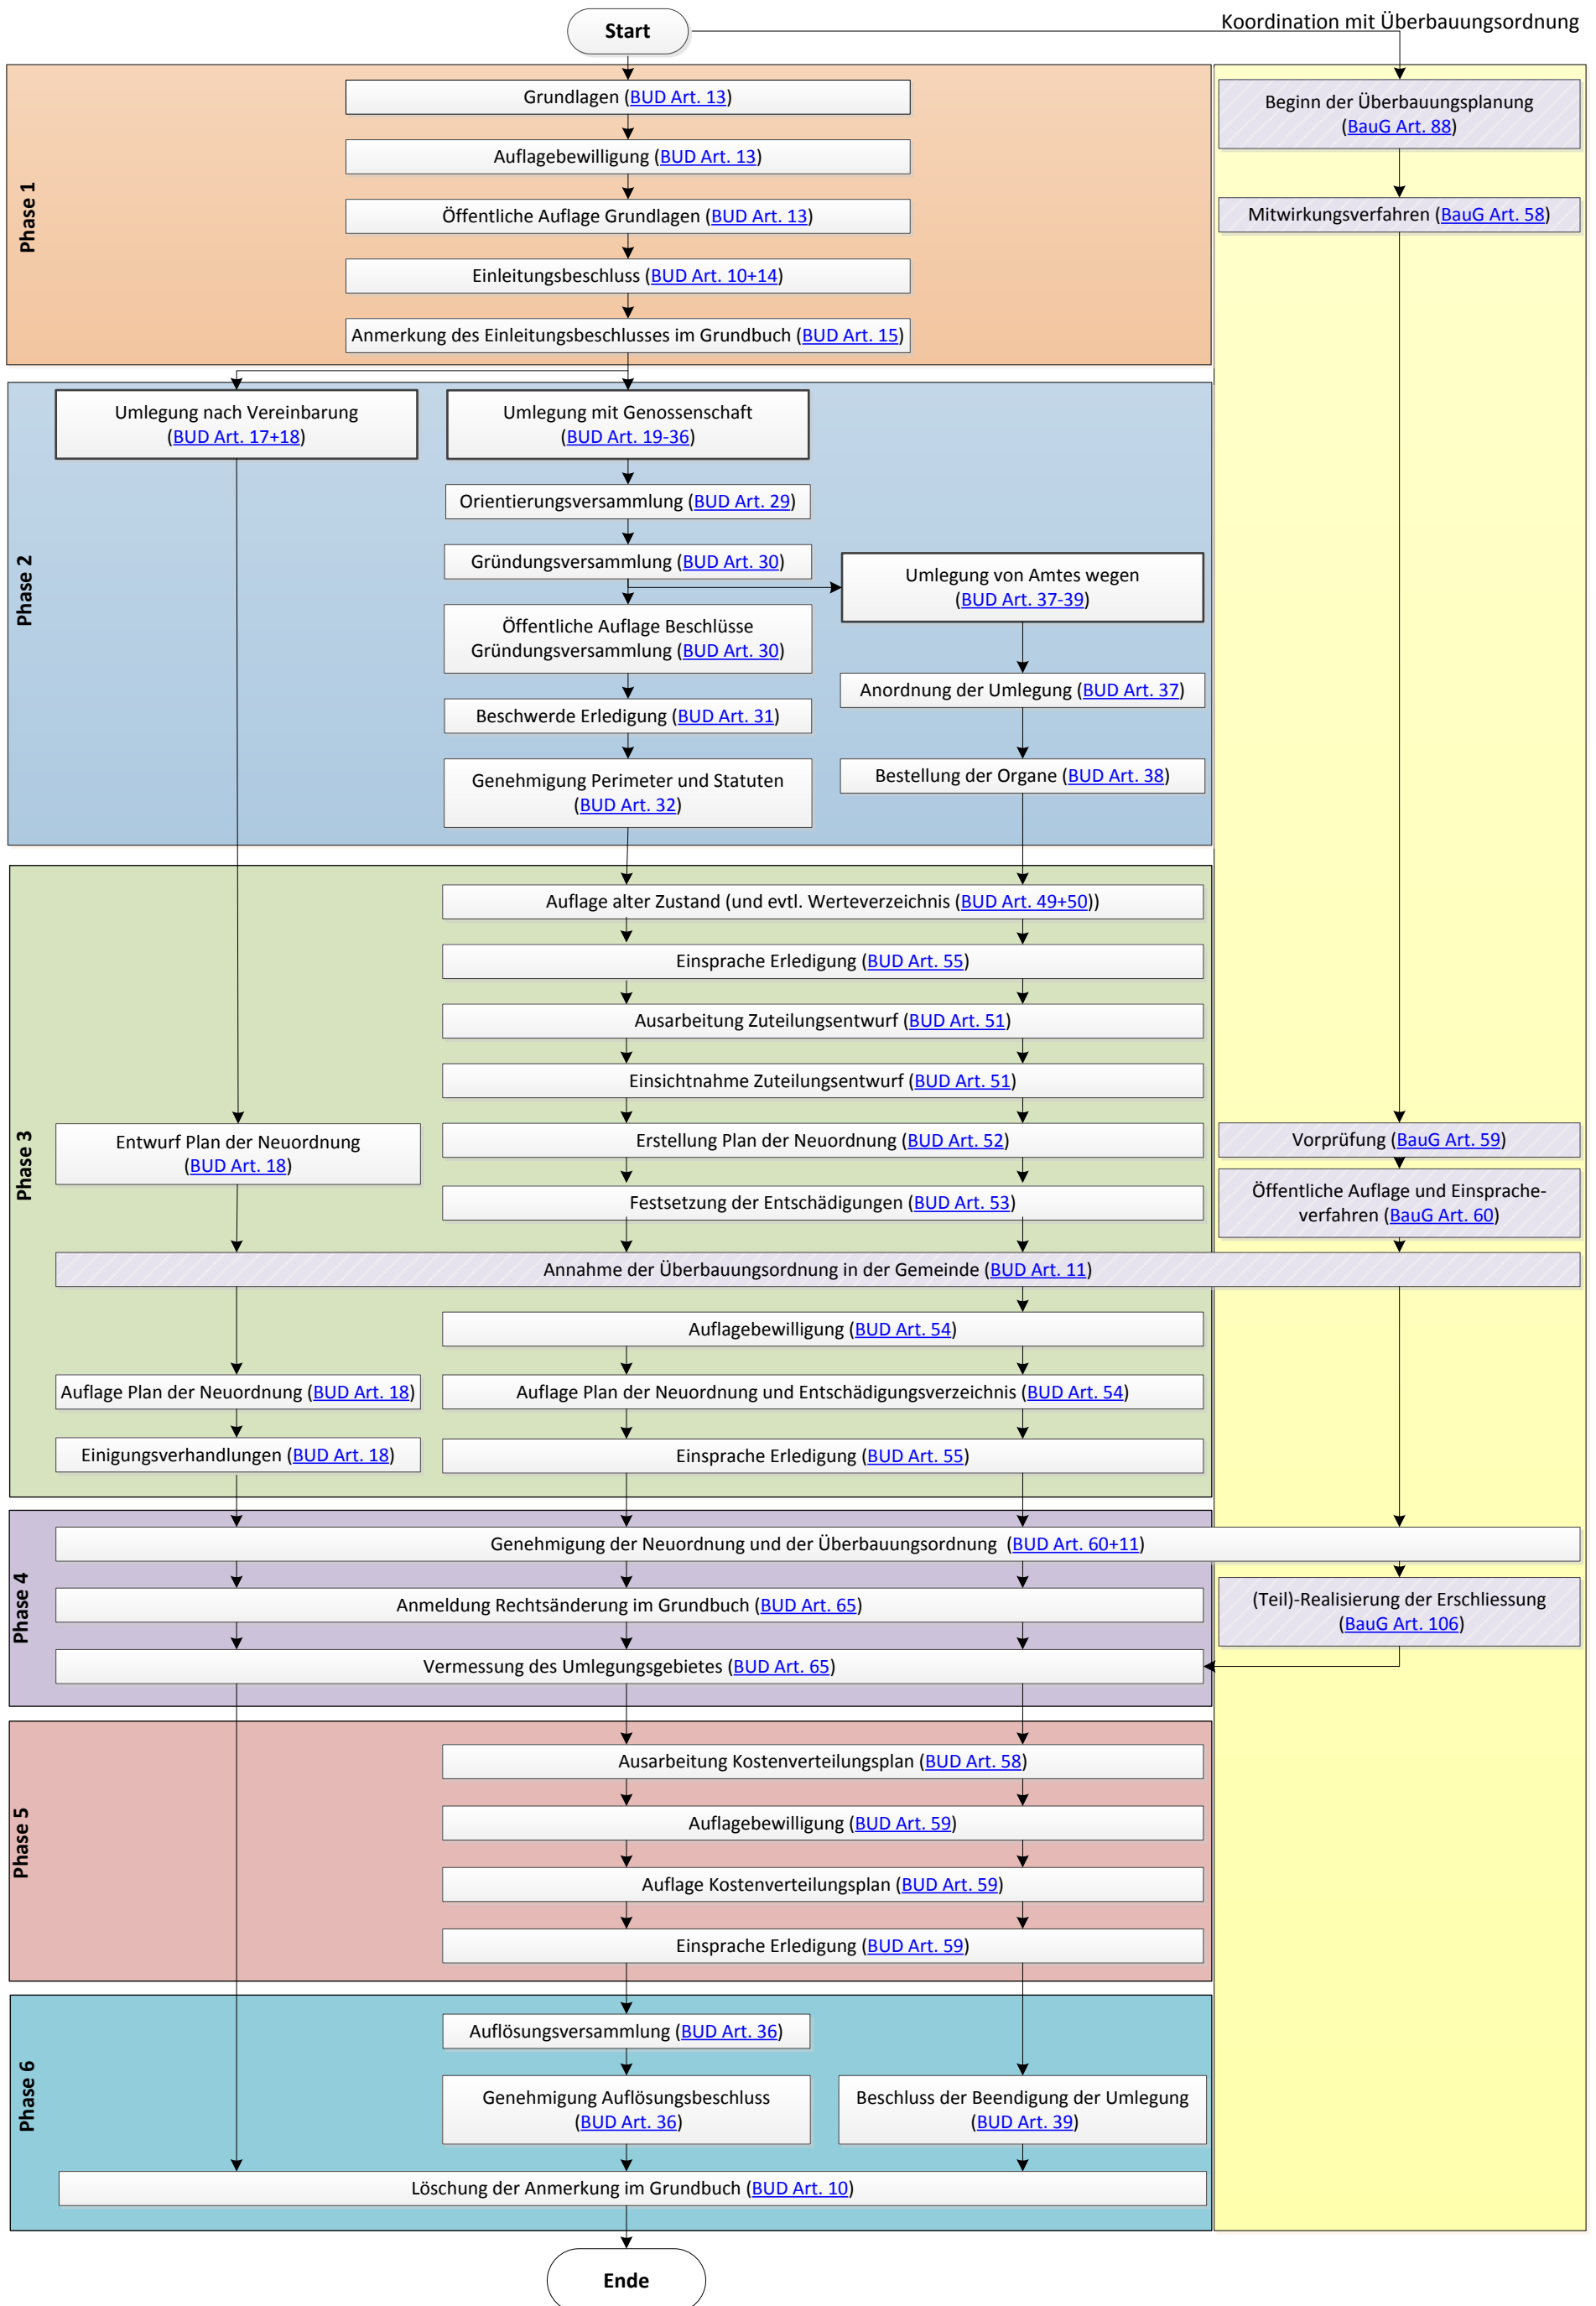 Koordination mit Überbauungsordnung
Start
Phase 1
Grundlagen (BUD Art. 13)
Auflagebewilligung (BUD Art. 13)
Öffentliche Auflage Grundlagen (BUD Art. 13)
Einleitungsbeschluss (BUD Art. 10+14)
Anmerkung des Einleitungsbeschlusses im Grundbuch (BUD Art. 15)
Beginn der Überbauungsplanung
(BauG Art. 88)
Mitwirkungsverfahren (BauG Art. 58)
Phase 2
Umlegung nach Vereinbarung
(BUD Art. 17+18)
Umlegung mit Genossenschaft
(BUD Art. 19-36)
Orientierungsversammlung (BUD Art. 29)
Gründungsversammlung (BUD Art. 30)
Öffentliche Auflage Beschlüsse
Gründungsversammlung (BUD Art. 30)
Beschwerde Erledigung (BUD Art. 31)
Genehmigung Perimeter und Statuten
(BUD Art. 32)
Umlegung von Amtes wegen
(BUD Art. 37-39)
Anordnung der Umlegung (BUD Art. 37)
Bestellung der Organe (BUD Art. 38)
Phase 3
Auflage alter Zustand (und evtl. Werteverzeichnis (BUD Art. 49+50))
Einsprache Erledigung (BUD Art. 55)
Ausarbeitung Zuteilungsentwurf (BUD Art. 51)
Einsichtnahme Zuteilungsentwurf (BUD Art. 51)
Entwurf Plan der Neuordnung
(BUD Art. 18)
Erstellung Plan der Neuordnung (BUD Art. 52)
Festsetzung der Entschädigungen (BUD Art. 53)
Vorprüfung (BauG Art. 59)
Öffentliche Auflage und Einsprache-
verfahren (BauG Art. 60)
Annahme der Überbauungsordnung in der Gemeinde (BUD Art. 11)
Auflagebewilligung (BUD Art. 54)
Auflage Plan der Neuordnung (BUD Art. 18)
Auflage Plan der Neuordnung und Entschädigungsverzeichnis (BUD Art. 54)
Einigungsverhandlungen (BUD Art. 18)
Einsprache Erledigung (BUD Art. 55)
Phase 4
Genehmigung der Neuordnung und der Überbauungsordnung (BUD Art. 60+11)
Anmeldung Rechtsänderung im Grundbuch (BUD Art. 65)
(Teil)-Realisierung der Erschliessung
(BauG Art. 106)
Vermessung des Umlegungsgebietes (BUD Art. 65)
Phase 5
Ausarbeitung Kostenverteilungsplan (BUD Art. 58)
Auflagebewilligung (BUD Art. 59)
Auflage Kostenverteilungsplan (BUD Art. 59)
Einsprache Erledigung (BUD Art. 59)
Phase 6
Auflösungsversammlung (BUD Art. 36)
Genehmigung Auflösungsbeschluss
(BUD Art. 36)
Beschluss der Beendigung der Umlegung
(BUD Art. 39)
Löschung der Anmerkung im Grundbuch (BUD Art. 10)
Ende